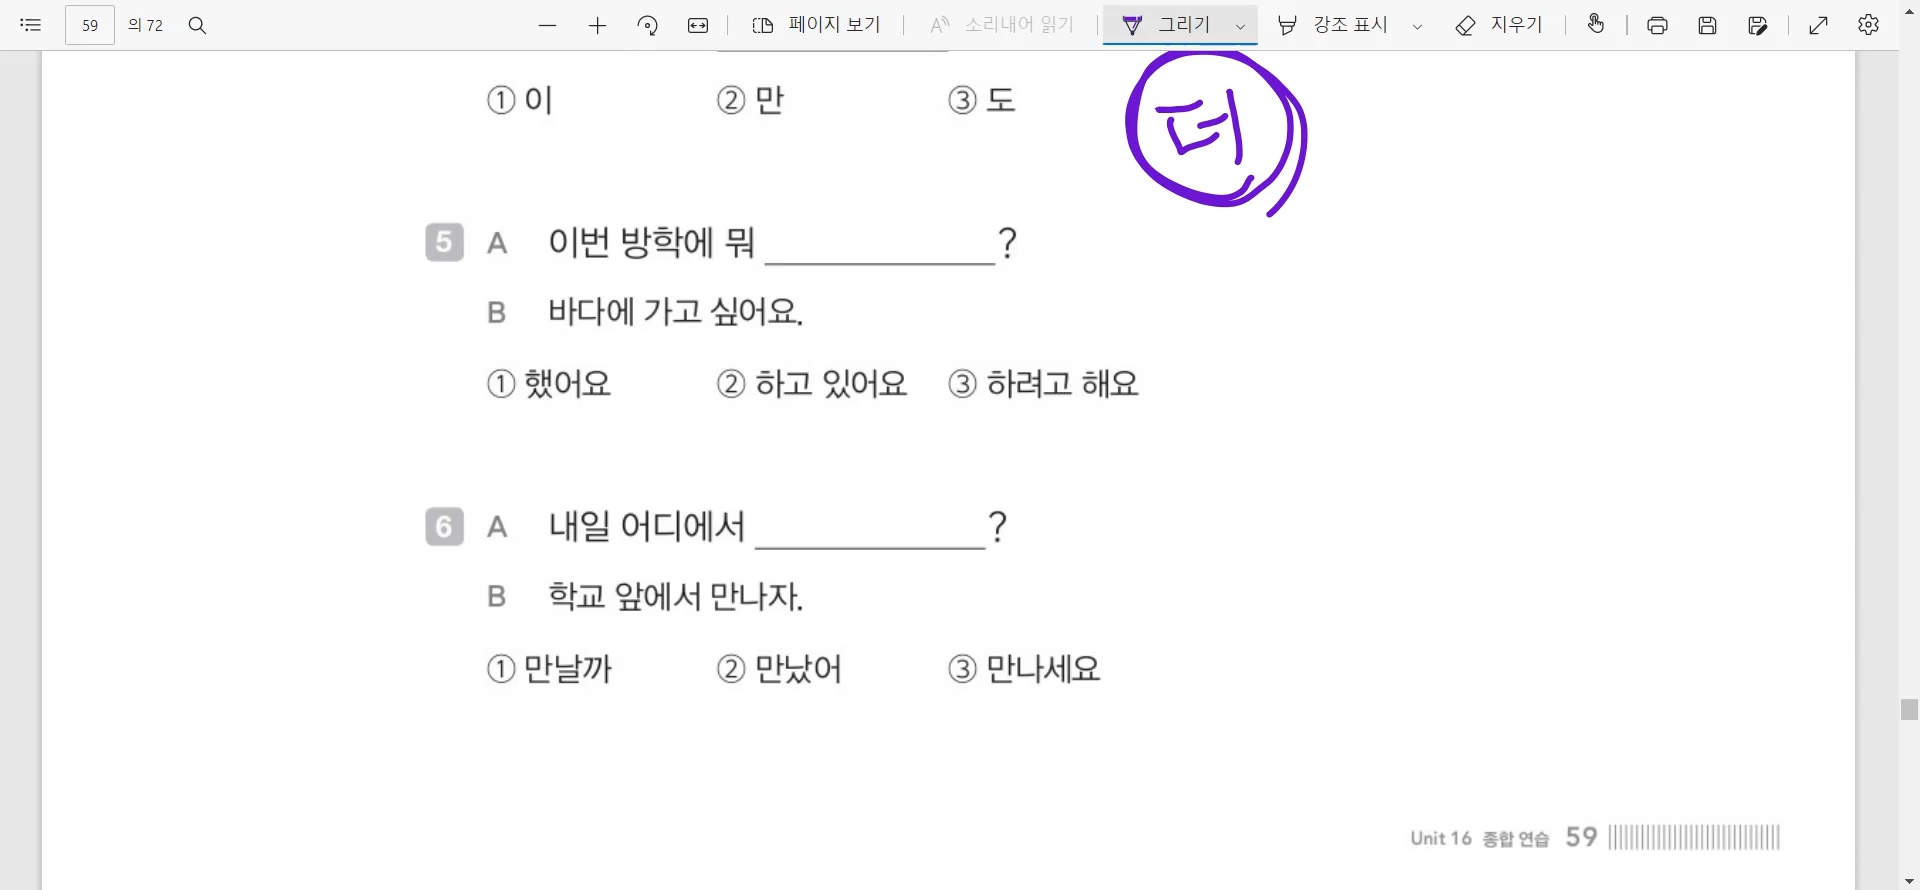 59 의 72 페이지 보기 소리내어 읽기 그리기 강조 표시 지우기
① 이 ② 만 ③ 도
더
5 A 이번 방학에 뭐 ____________?
B 바다에 가고 싶어요.
① 했어요 ② 하고 있어요 ③ 하려고 해요
6 A 내일 어디에서 ____________?
B 학교 앞에서 만나자.
① 만날까 ② 만났어 ③ 만나세요
Unit 16 종합 연습 59